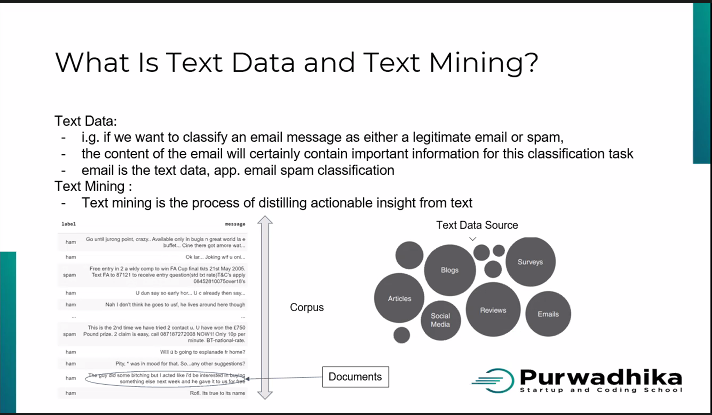 What Is Text Data and Text Mining?
Text Data:
- i.g. if we want to classify an email message as either a legitimate email or spam,
- the content of the email will certainly contain important information for this classification task
- email is the text data, app. email spam classification
Text Mining :
- Text mining is the process of distilling actionable insight from text
label message
ham Go until jurong point, crazy.. Available only in bugis n great world la e
buffet... Cine there got amore wat...
ham Ok lar... Joking wif u oni...
spam Free entry in 2 a wkly comp to win FA Cup final tkts 21st May 2005.
Text FA to 87121 to receive entry question(std txt rate)T&C's apply
08452810075over18's
ham U dun say so early hor... U c already then say...
ham Nah I don't think he goes to usf, he lives around here though
... ...
spam This is the 2nd time we have tried 2 contact u. U have won the £750
Pound prize. 2 claim is easy, call 087187272008 NOW1! Only 10p per
minute. BT-national-rate.
ham Will ü b going to esplanade fr home?
ham Pity, * was in mood for that. So...any other suggestions?
ham The guy did some bitching but I acted like i'd be interested in buying
something else next week and he gave it to us for free
ham Rofl. Its true to its name
Corpus
Documents
Text Data Source
Blogs
Surveys
Articles
Social
Media
Reviews
Emails
Purwadhika
Startup and Coding School